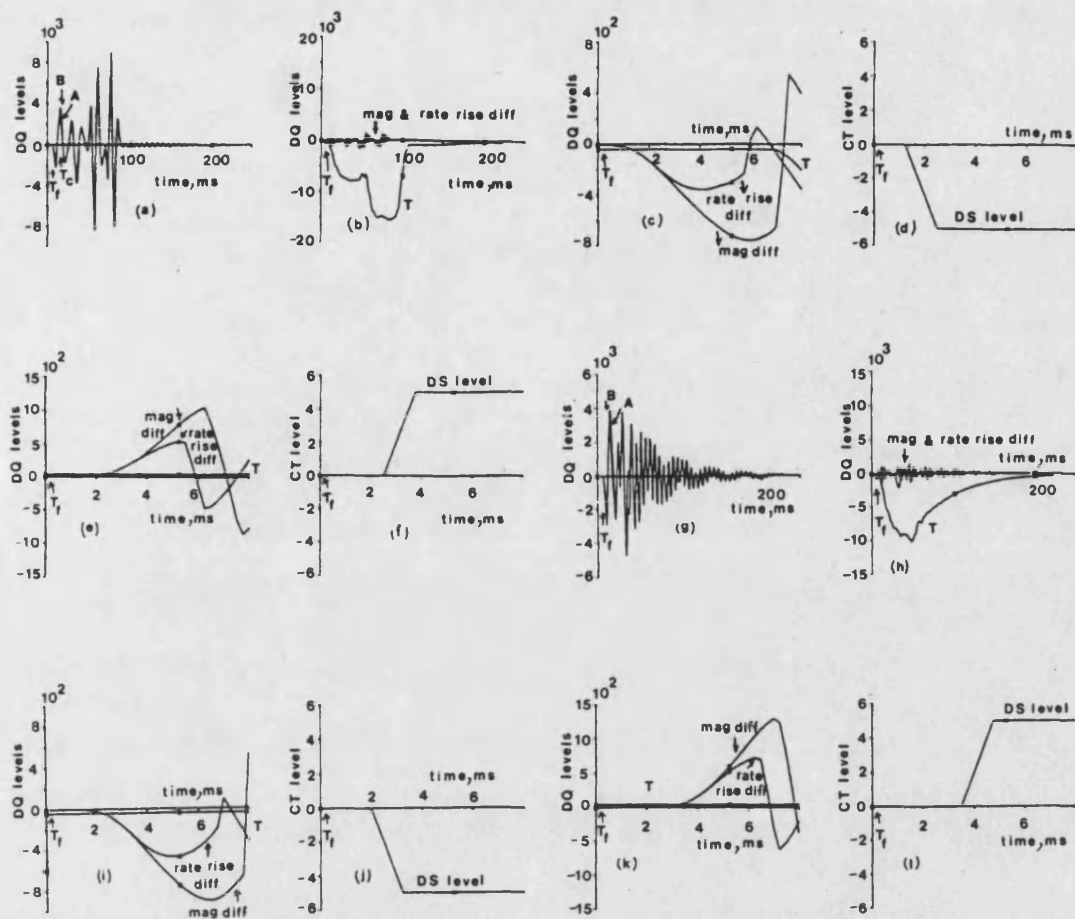 10³
DQ levels
8
4
0
-4
-8
B
A
T_f
T_c
100
200
time,ms
(a)
10³
DQ levels
20
10
0
-10
-20
mag & rate rise diff
T_f
100
200
time,ms
T
(b)
10²
DQ levels
8
4
0
-4
-8
time,ms
T_f
2
4
6
T
rate rise
diff
mag diff
(c)
CT level
6
4
2
0
-2
-4
-6
time,ms
T_f
2
4
6
DS level
(d)
10²
DQ levels
15
10
5
0
-5
-10
-15
mag
diff
rate
rise
diff
T
T_f
2
4
6
time,ms
(e)
CT level
6
4
2
0
-2
-4
-6
DS level
T_f
2
4
6
time,ms
(f)
10³
DQ levels
6
4
2
0
-2
-4
-6
B
A
T_f
200
time,ms
(g)
10³
DQ levels
15
10
5
0
-5
-10
-15
mag & rate rise diff
time,ms
200
T_f
T
(h)
10²
DQ levels
8
4
0
-4
-8
time,ms
T_f
2
4
6
T
rate rise
diff
mag diff
(i)
CT level
6
4
2
0
-2
-4
-6
time,ms
T_f
2
4
6
DS level
(j)
10²
DQ levels
15
10
5
0
-5
-10
-15
mag diff
rate
rise diff
T
T_f
2
4
6
time,ms
(k)
CT level
6
4
2
0
-2
-4
-6
DS level
T_f
2
4
6
time,ms
(l)